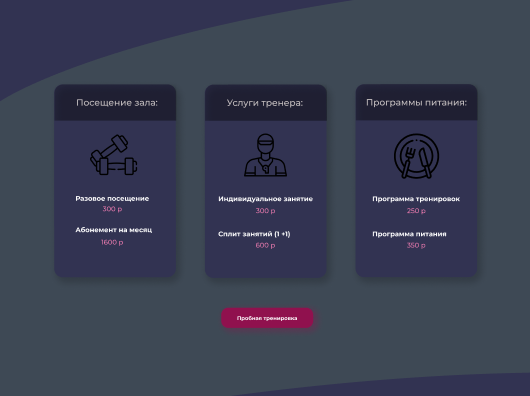 Посещение зала:
Разовое посещение
300 р
Абонемент на месяц
1600 р
Услуги тренера:
Индивидуальное занятие
300 р
Сплит занятий (1 +1)
600 р
Программы питания:
Программа тренировок
250 р
Программа питания
350 р
Пробная тренировка